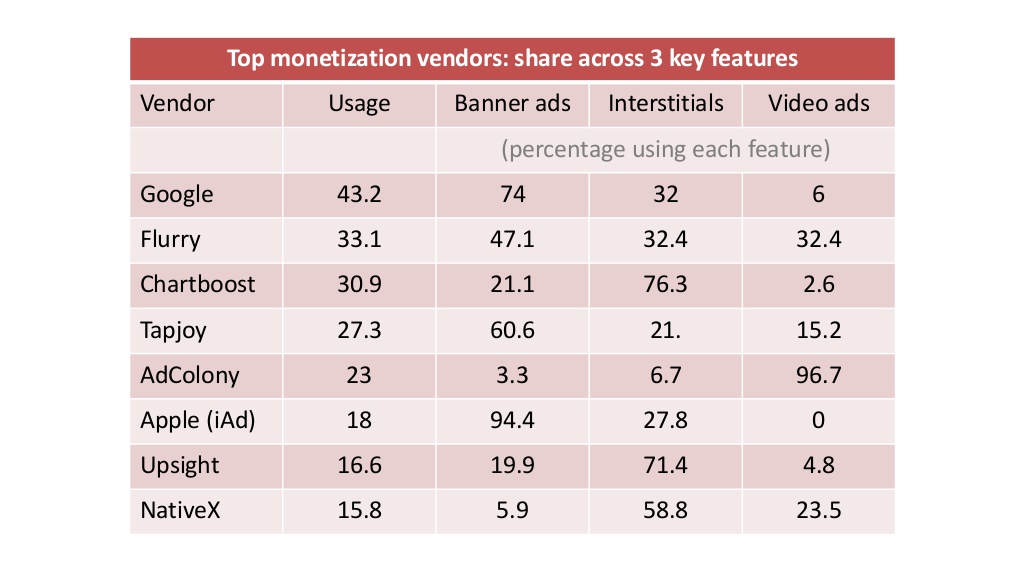 Top monetization vendors: share across 3 key features
Vendor Usage Banner ads Interstitials Video ads
(percentage using each feature)
Google 43.2 74 32 6
Flurry 33.1 47.1 32.4 32.4
Chartboost 30.9 21.1 76.3 2.6
Tapjoy 27.3 60.6 21. 15.2
AdColony 23 3.3 6.7 96.7
Apple (iAd) 18 94.4 27.8 0
Upsight 16.6 19.9 71.4 4.8
NativeX 15.8 5.9 58.8 23.5